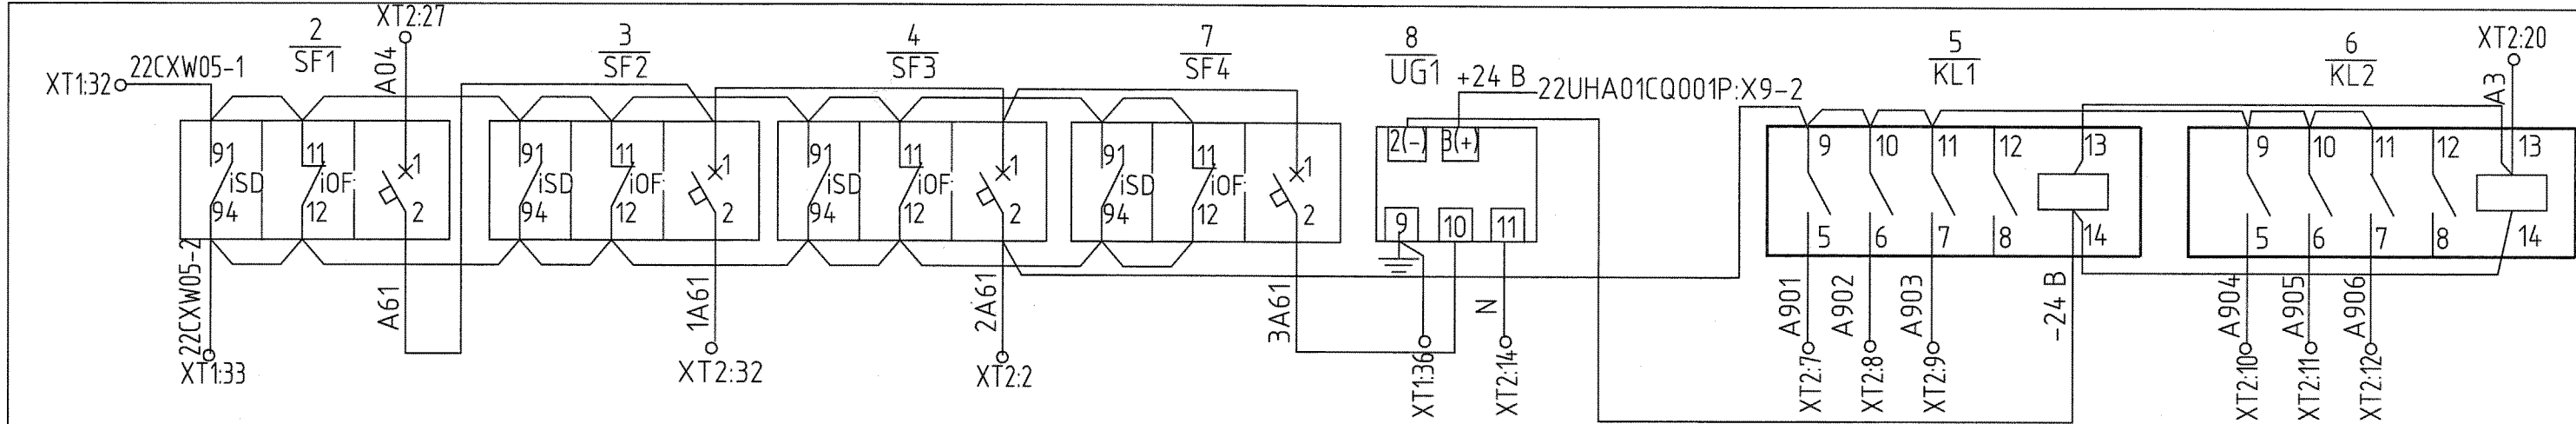 XT2:27
2
SF1
3
SF2
4
SF3
7
SF4
8
UG1
5
KL1
6
KL2
XT2:20
XT1:32
22CXW05-1
A04
+24 В
22UHA01CQ001P:X9-2
A3
91
iSD
94
11
iOF
12
1
2
91
iSD
94
11
iOF
12
1
2
91
iSD
94
11
iOF
12
1
2
91
iSD
94
11
iOF
12
1
2
2(-)
3(+)
9
10
11
9
10
11
12
13
5
6
7
8
14
9
10
11
12
13
5
6
7
8
14
22CXW05-2
A61
1A61
2A61
3A61
N
A901
A902
A903
-24 В
A904
A905
A906
XT1:33
XT2:32
XT2:2
XT1:36
XT2:14
XT2:7
XT2:8
XT2:9
XT2:10
XT2:11
XT2:12